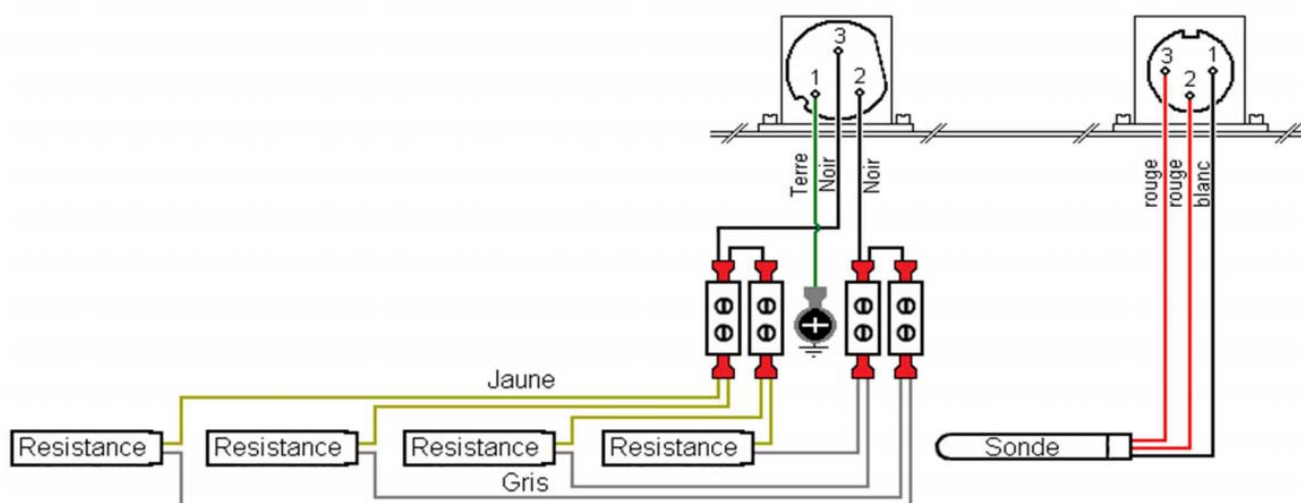 3
1
2
3
2
1
Terre
Noir
Noir
rouge
rouge
blanc
Jaune
Resistance
Resistance
Resistance
Resistance
Sonde
Gris